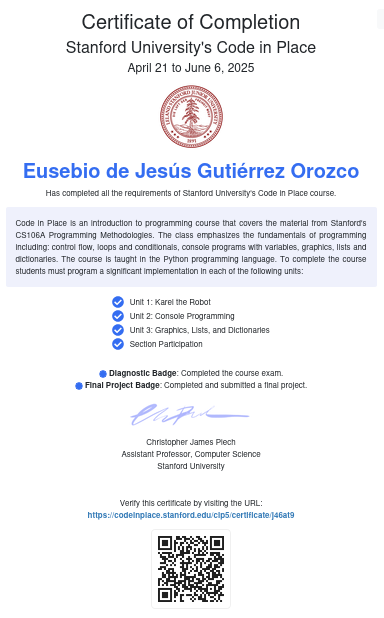 Certificate of Completion
Stanford University's Code in Place
April 21 to June 6, 2025
Eusebio de Jesús Gutiérrez Orozco
Has completed all the requirements of Stanford University's Code in Place course.
Code in Place is an introduction to programming course that covers the material from Stanford's
CS106A Programming Methodologies. The class emphasizes the fundamentals of programming
including: control flow, loops and conditionals, console programs with variables, graphics, lists and
dictionaries. The course is taught in the Python programming language. To complete the course
students must program a significant implementation in each of the following units:
Unit 1: Karel the Robot
Unit 2: Console Programming
Unit 3: Graphics, Lists, and Dictionaries
Section Participation
Diagnostic Badge: Completed the course exam.
Final Project Badge: Completed and submitted a final project.
Christopher James Piech
Assistant Professor, Computer Science
Stanford University
Verify this certificate by visiting the URL:
https://codeinplace.stanford.edu/cip5/certificate/j46at9